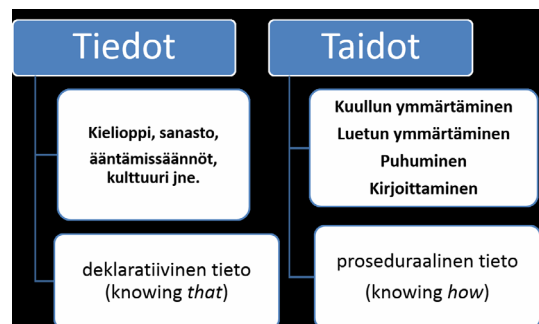 Tiedot
Kielioppi, sanasto,
ääntämissäännöt,
kulttuuri jne.
deklaratiivinen tieto
(knowing that)
Taidot
Kuullun ymmärtäminen
Luetun ymmärtäminen
Puhuminen
Kirjoittaminen
proseduraalinen tieto
(knowing how)